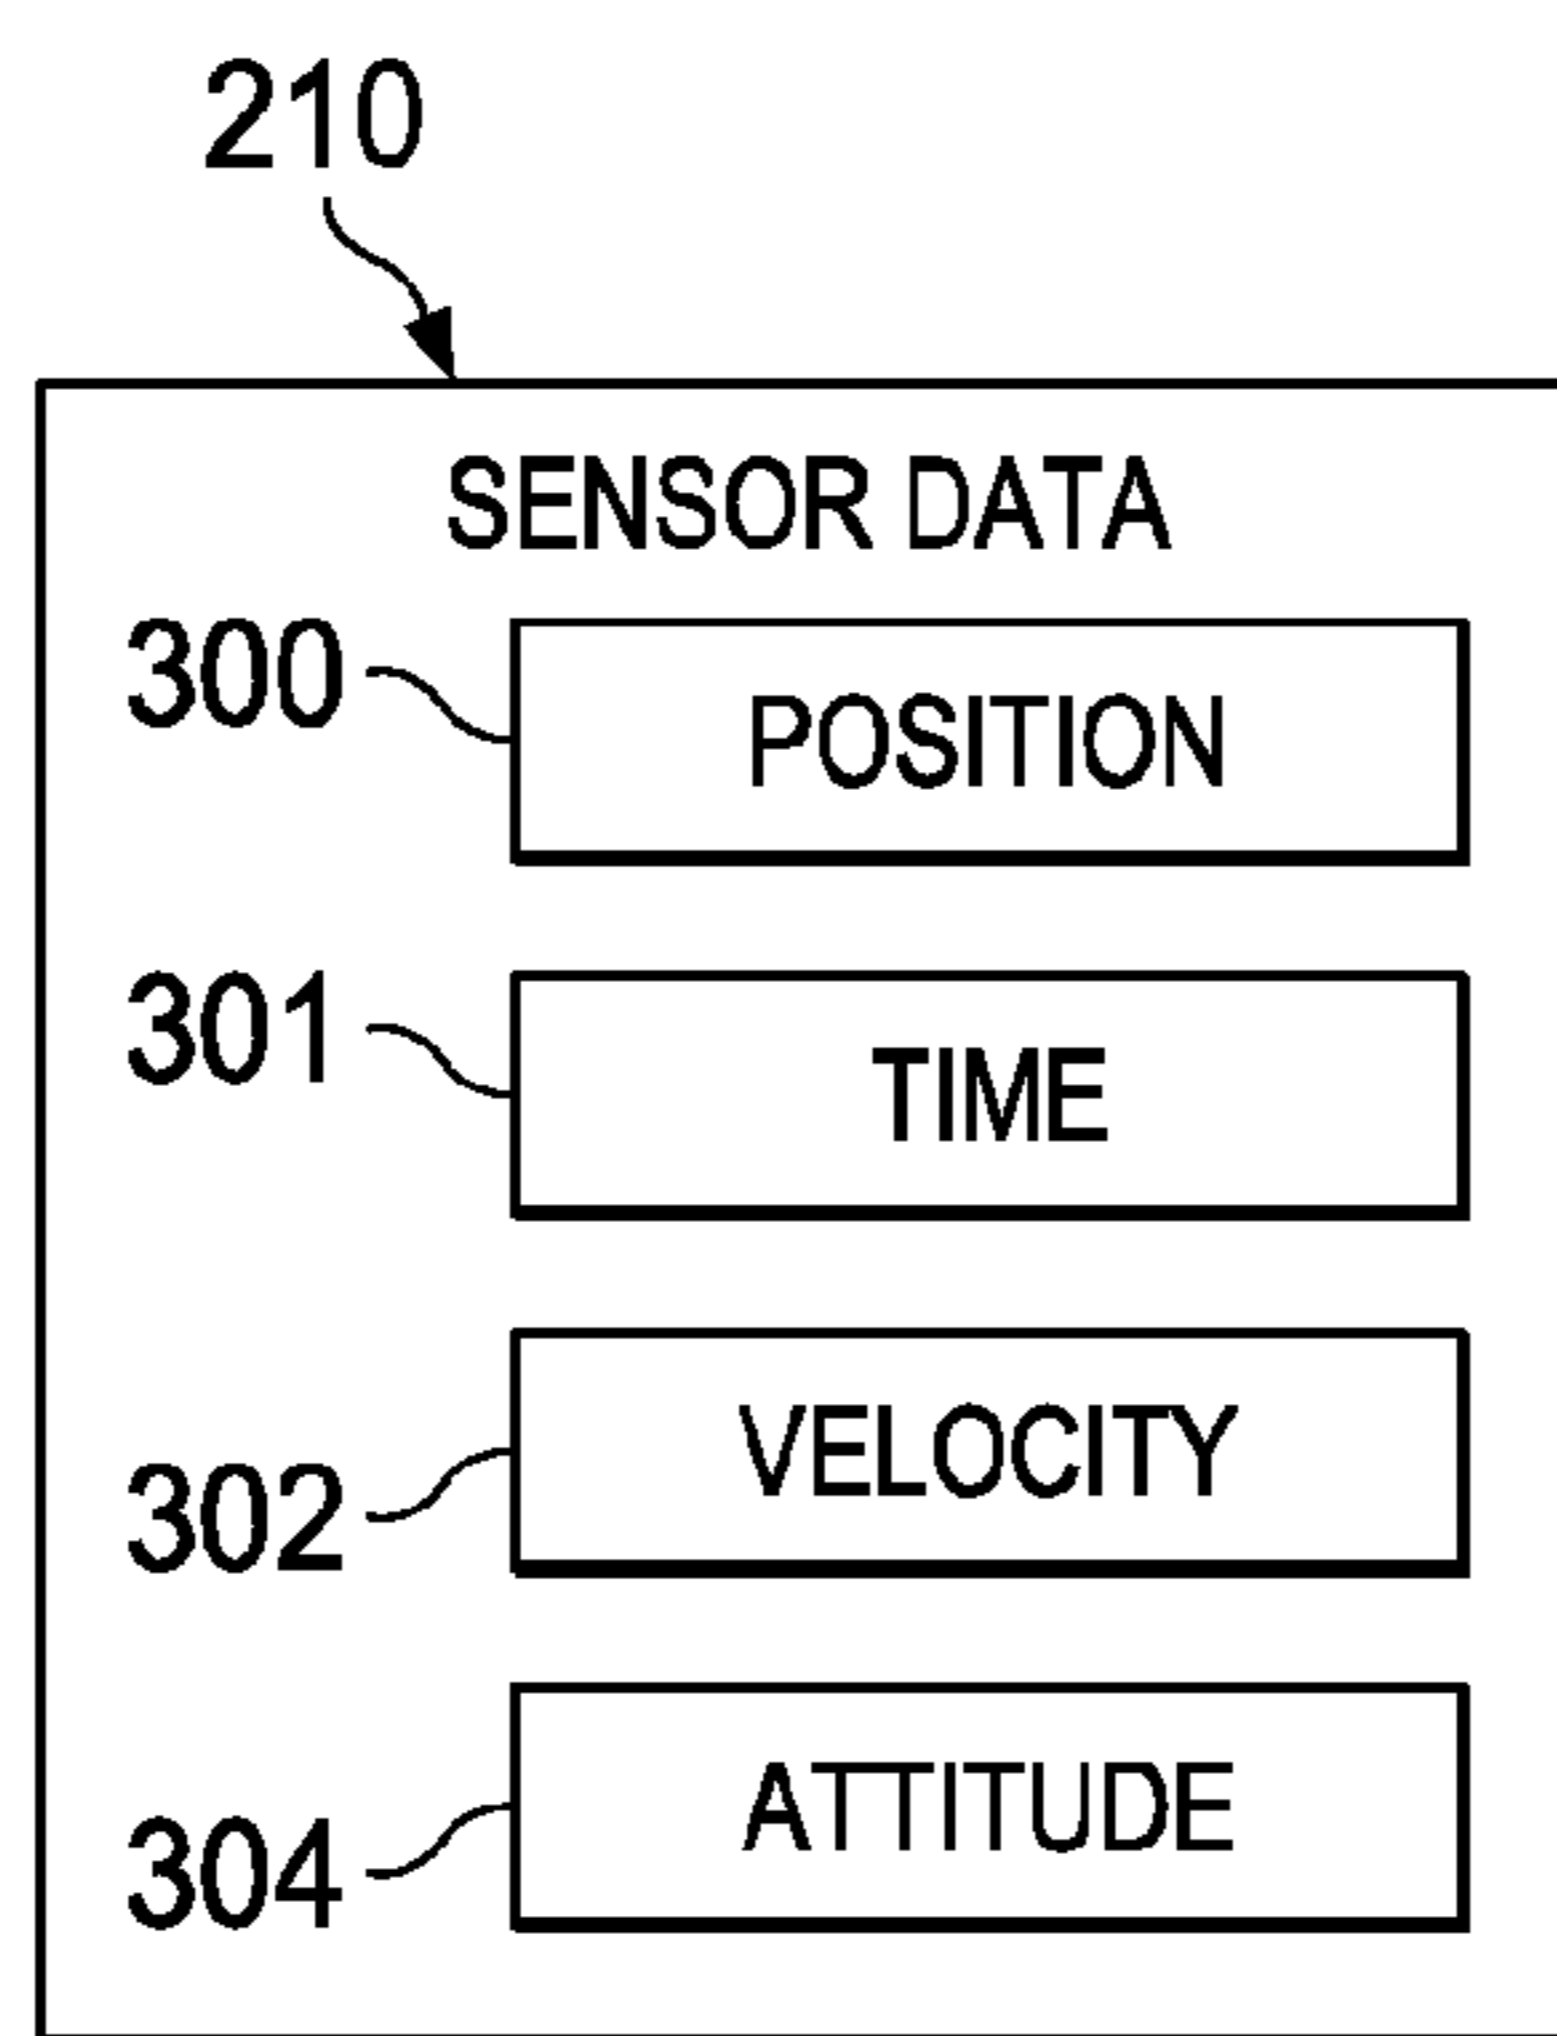 210
SENSOR DATA
300
POSITION
301
TIME
302
VELOCITY
304
ATTITUDE